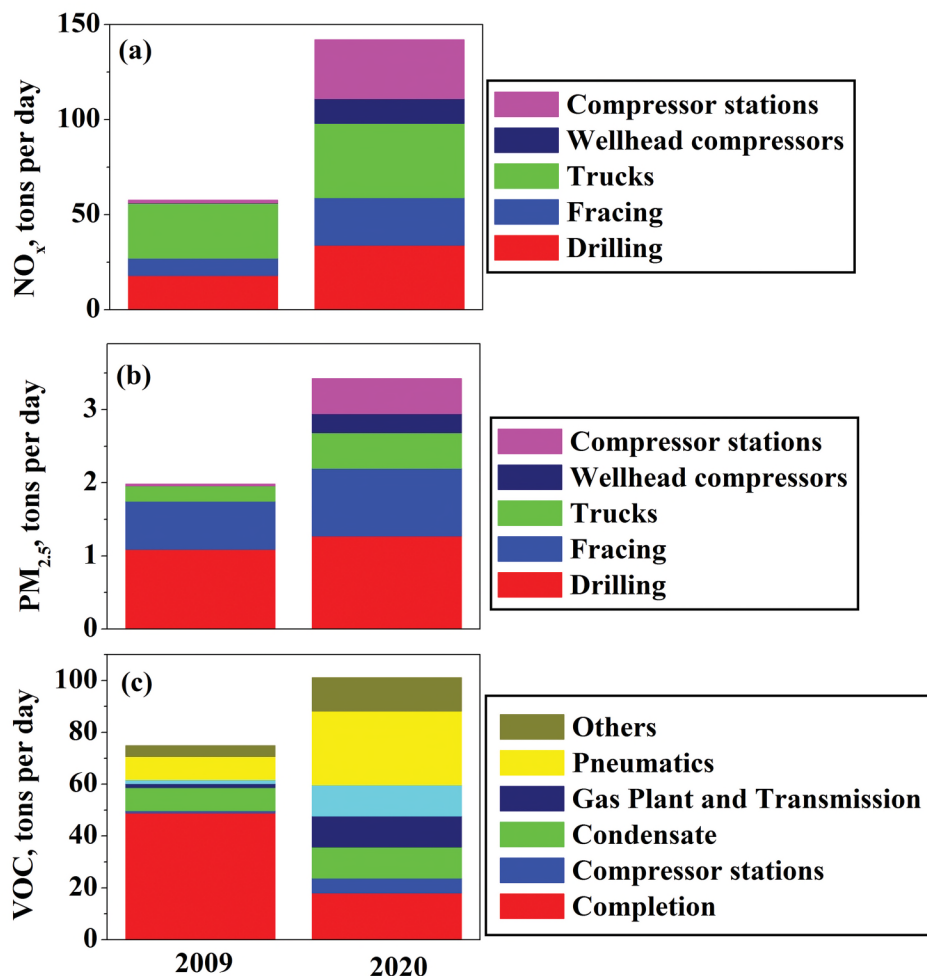 (a)
150
100
50
0
NOx, tons per day
Compressor stations
Wellhead compressors
Trucks
Fracing
Drilling
(b)
3
2
1
0
PM2.5, tons per day
Compressor stations
Wellhead compressors
Trucks
Fracing
Drilling
(c)
100
80
60
40
20
0
VOC, tons per day
Others
Pneumatics
Gas Plant and Transmission
Condensate
Compressor stations
Completion
2009 2020